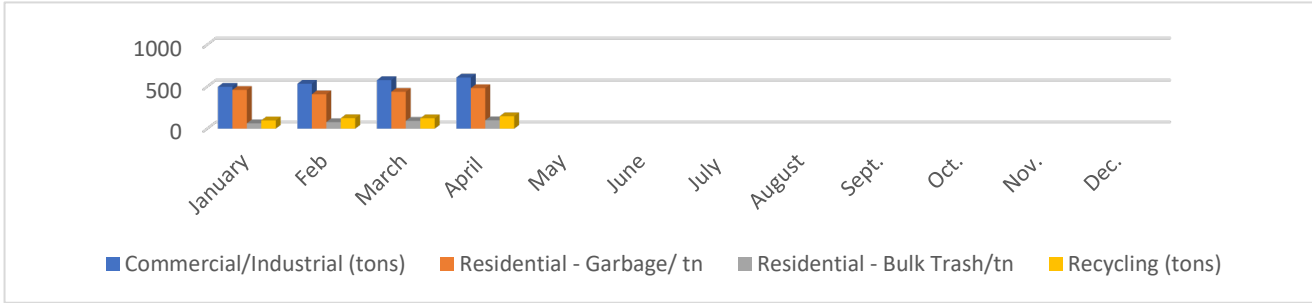 1000
500
0
January Feb March April May June July August Sept. Oct. Nov. Dec.
Commercial/Industrial (tons) Residential - Garbage/ tn Residential - Bulk Trash/tn Recycling (tons)